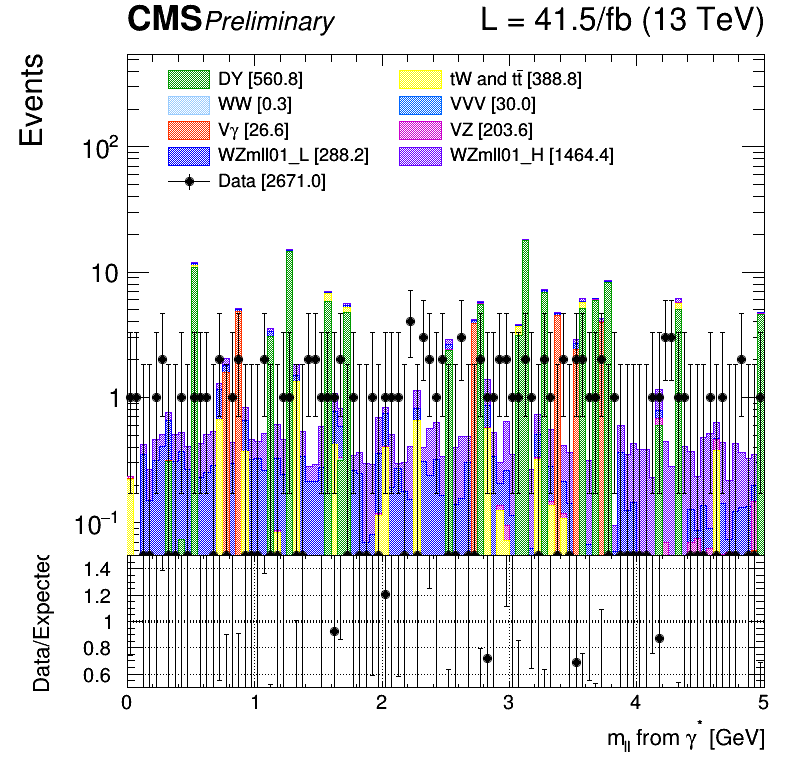 CMS Preliminary L = 41.5/fb (13 TeV)
Events
DY [560.8] tW and tt̄ [388.8]
WW [0.3] VVV [30.0]
Vγ [26.6] VZ [203.6]
WZmll01_L [288.2] WZmll01_H [1464.4]
Data [2671.0]
10²
10
1
10⁻¹
Data/Expected
1.4
1.2
1
0.8
0.6
0 1 2 3 4 5
m_ll from γ* [GeV]